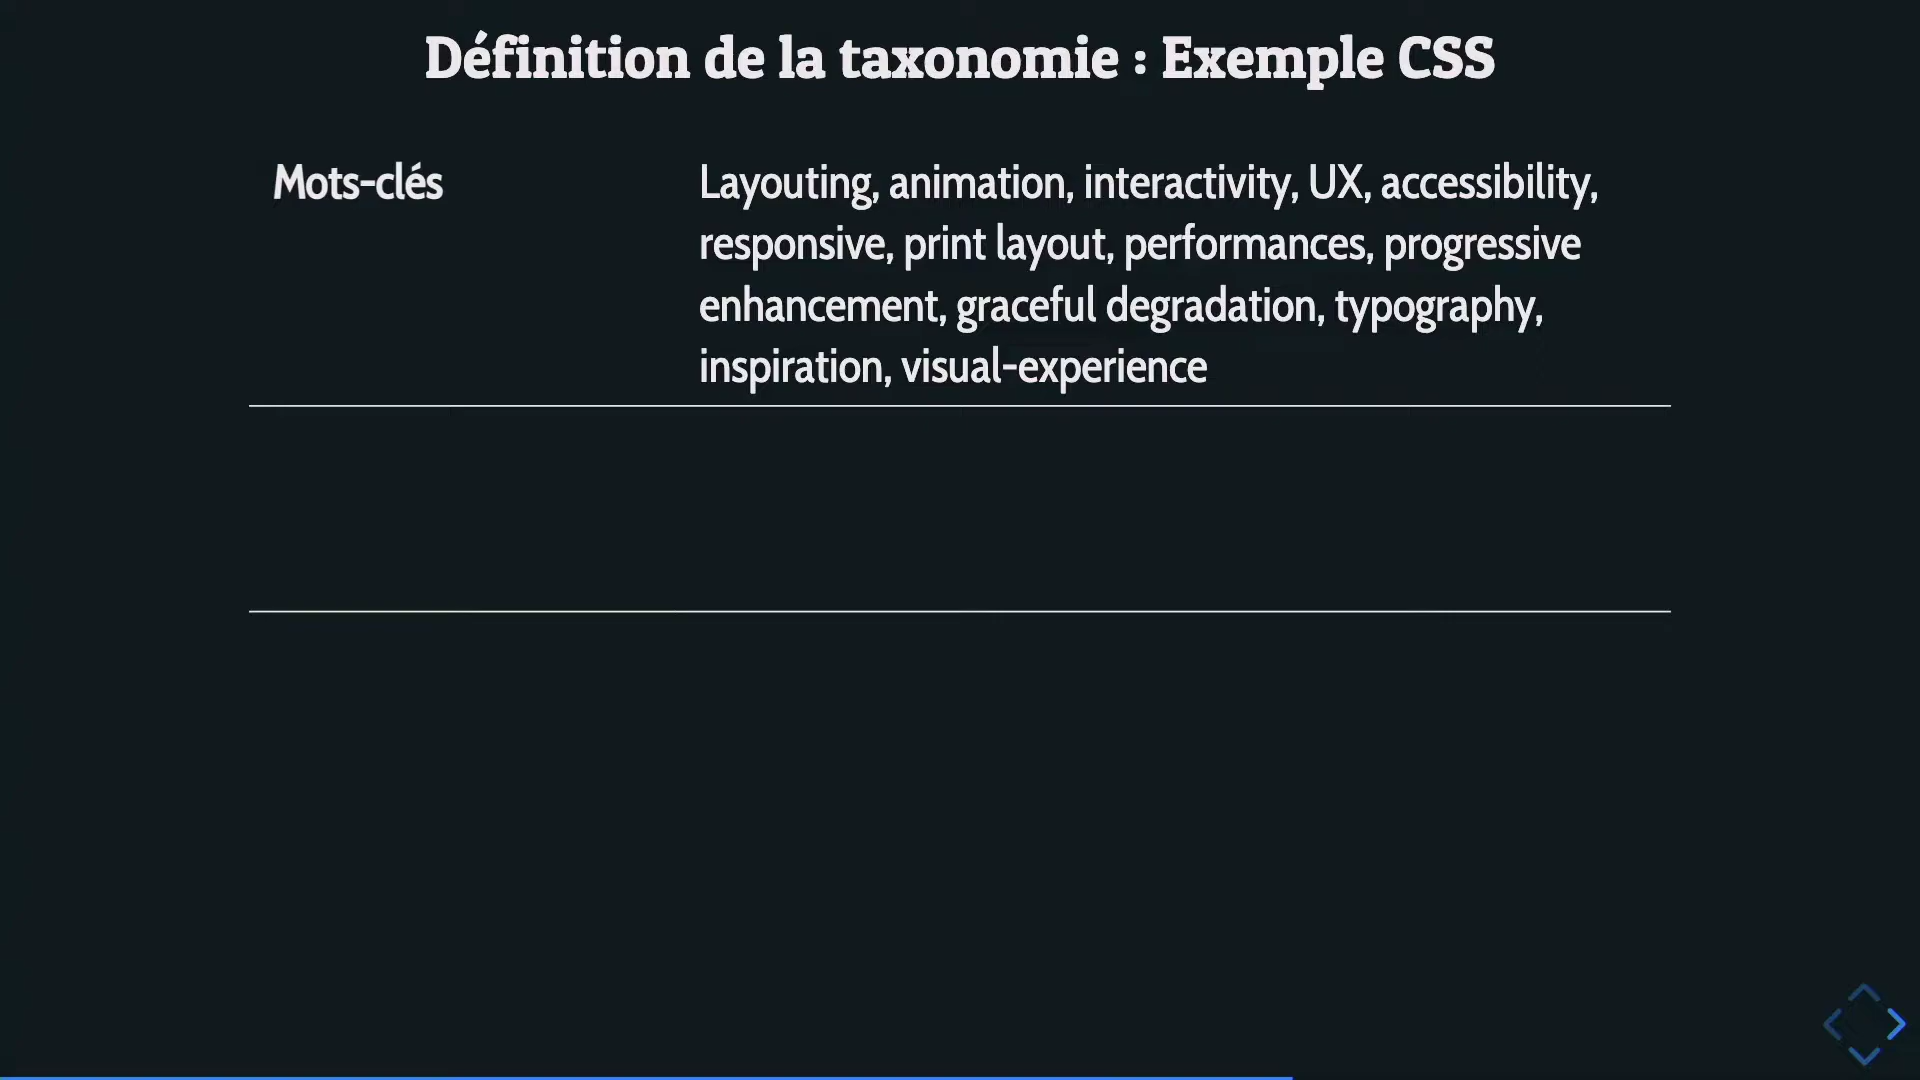 Définition de la taxonomie : Exemple CSS
Mots-clés
Layouting, animation, interactivity, UX, accessibility,
responsive, print layout, performances, progressive
enhancement, graceful degradation, typography,
inspiration, visual-experience